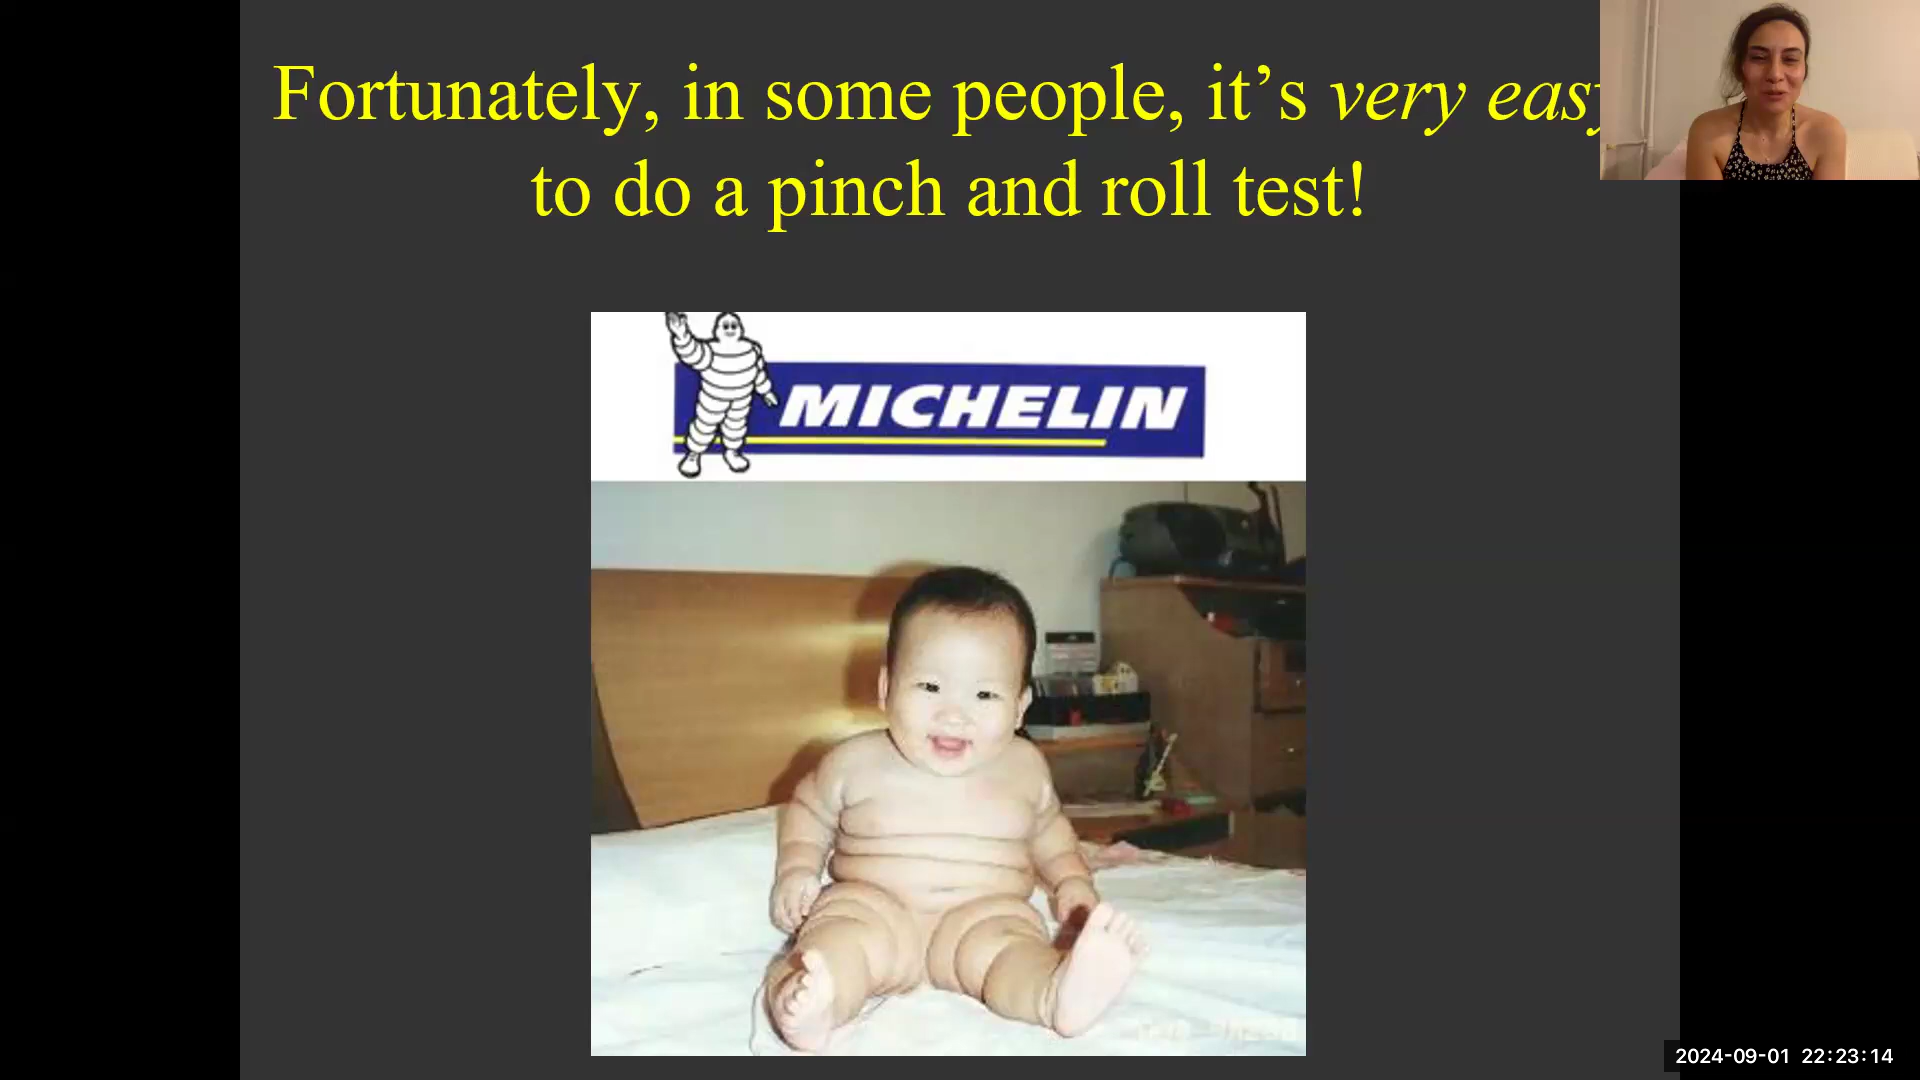 Fortunately, in some people, it’s very easy
to do a pinch and roll test!
MICHELIN
2024-09-01 22:23:14